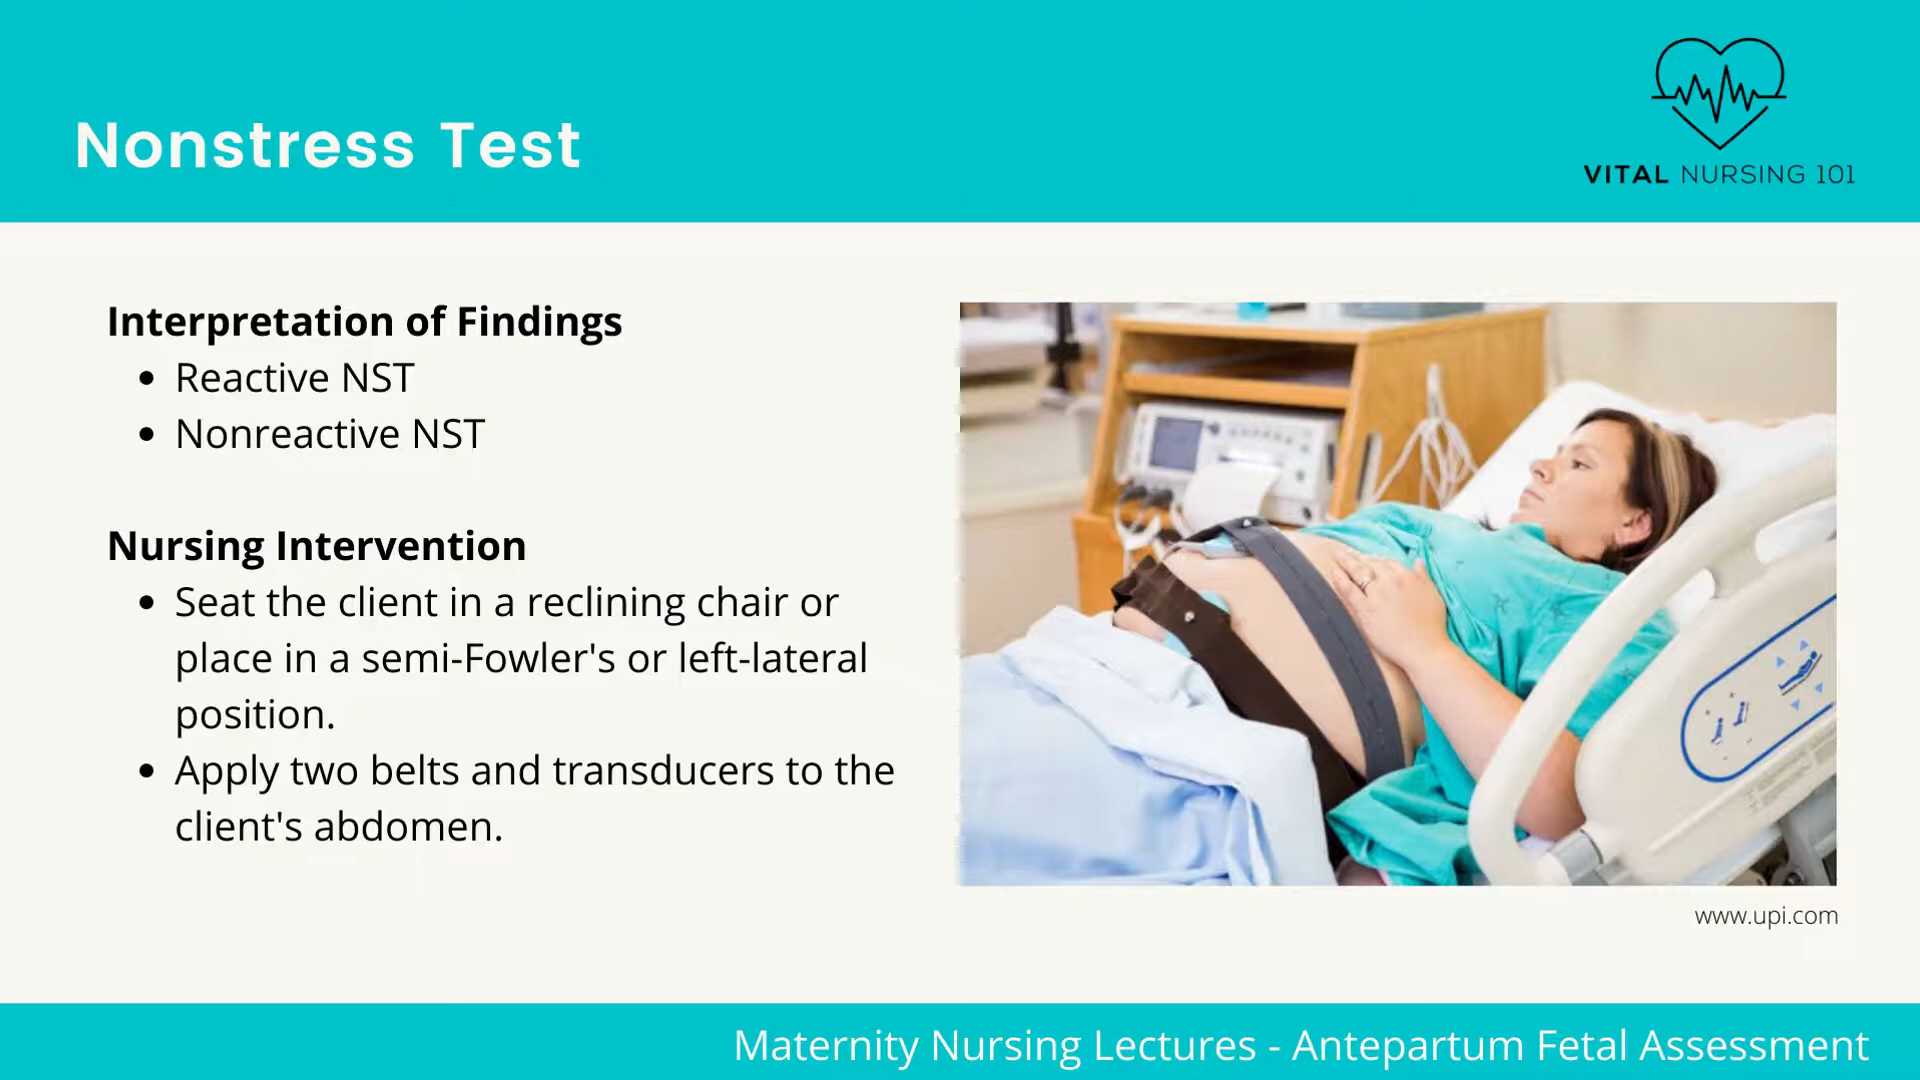 Nonstress Test
VITAL NURSING 101
Interpretation of Findings
• Reactive NST
• Nonreactive NST
Nursing Intervention
• Seat the client in a reclining chair or
place in a semi-Fowler's or left-lateral
position.
• Apply two belts and transducers to the
client's abdomen.
www.upi.com
Maternity Nursing Lectures - Antepartum Fetal Assessment